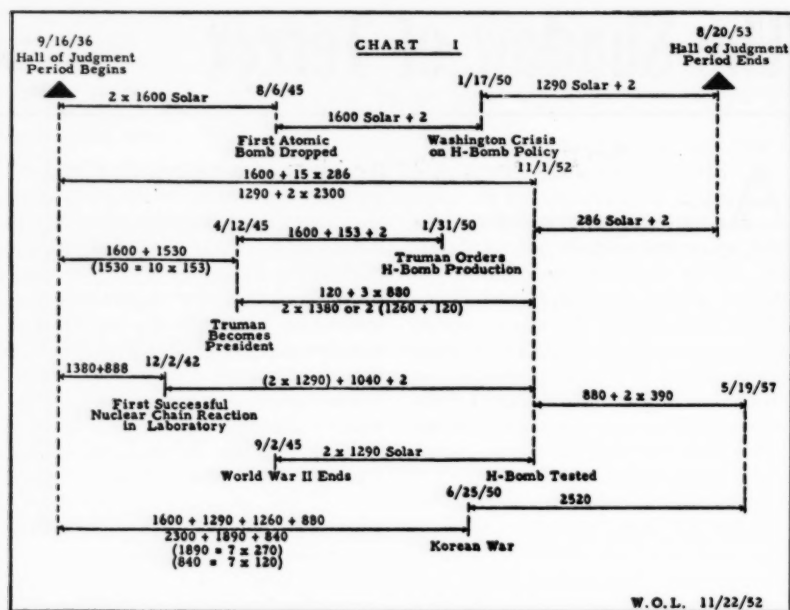 CHART I
9/16/36
Hall of Judgment
Period Begins
8/20/53
Hall of Judgment
Period Ends
2 x 1600 Solar
8/6/45
First Atomic
Bomb Dropped
1600 Solar + 2
1/17/50
Washington Crisis
on H-Bomb Policy
1290 Solar + 2
11/1/52
1600 + 15 x 286
1290 + 2 x 2300
286 Solar + 2
4/12/45
1600 + 153 + 2
1/31/50
Truman Orders
H-Bomb Production
1600 + 1530
(1530 = 10 x 153)
120 + 3 x 880
2 x 1380 or 2 (1260 + 120)
Truman
Becomes
President
1380+888
12/2/42
(2 x 1290) + 1040 + 2
First Successful
Nuclear Chain Reaction
in Laboratory
880 + 2 x 390
5/19/57
9/2/45
2 x 1290 Solar
World War II Ends
H-Bomb Tested
6/25/50
2520
1600 + 1290 + 1260 + 880
2300 + 1890 + 840
(1890 = 7 x 270)
(840 = 7 x 120)
Korean War
W.O.L. 11/22/52